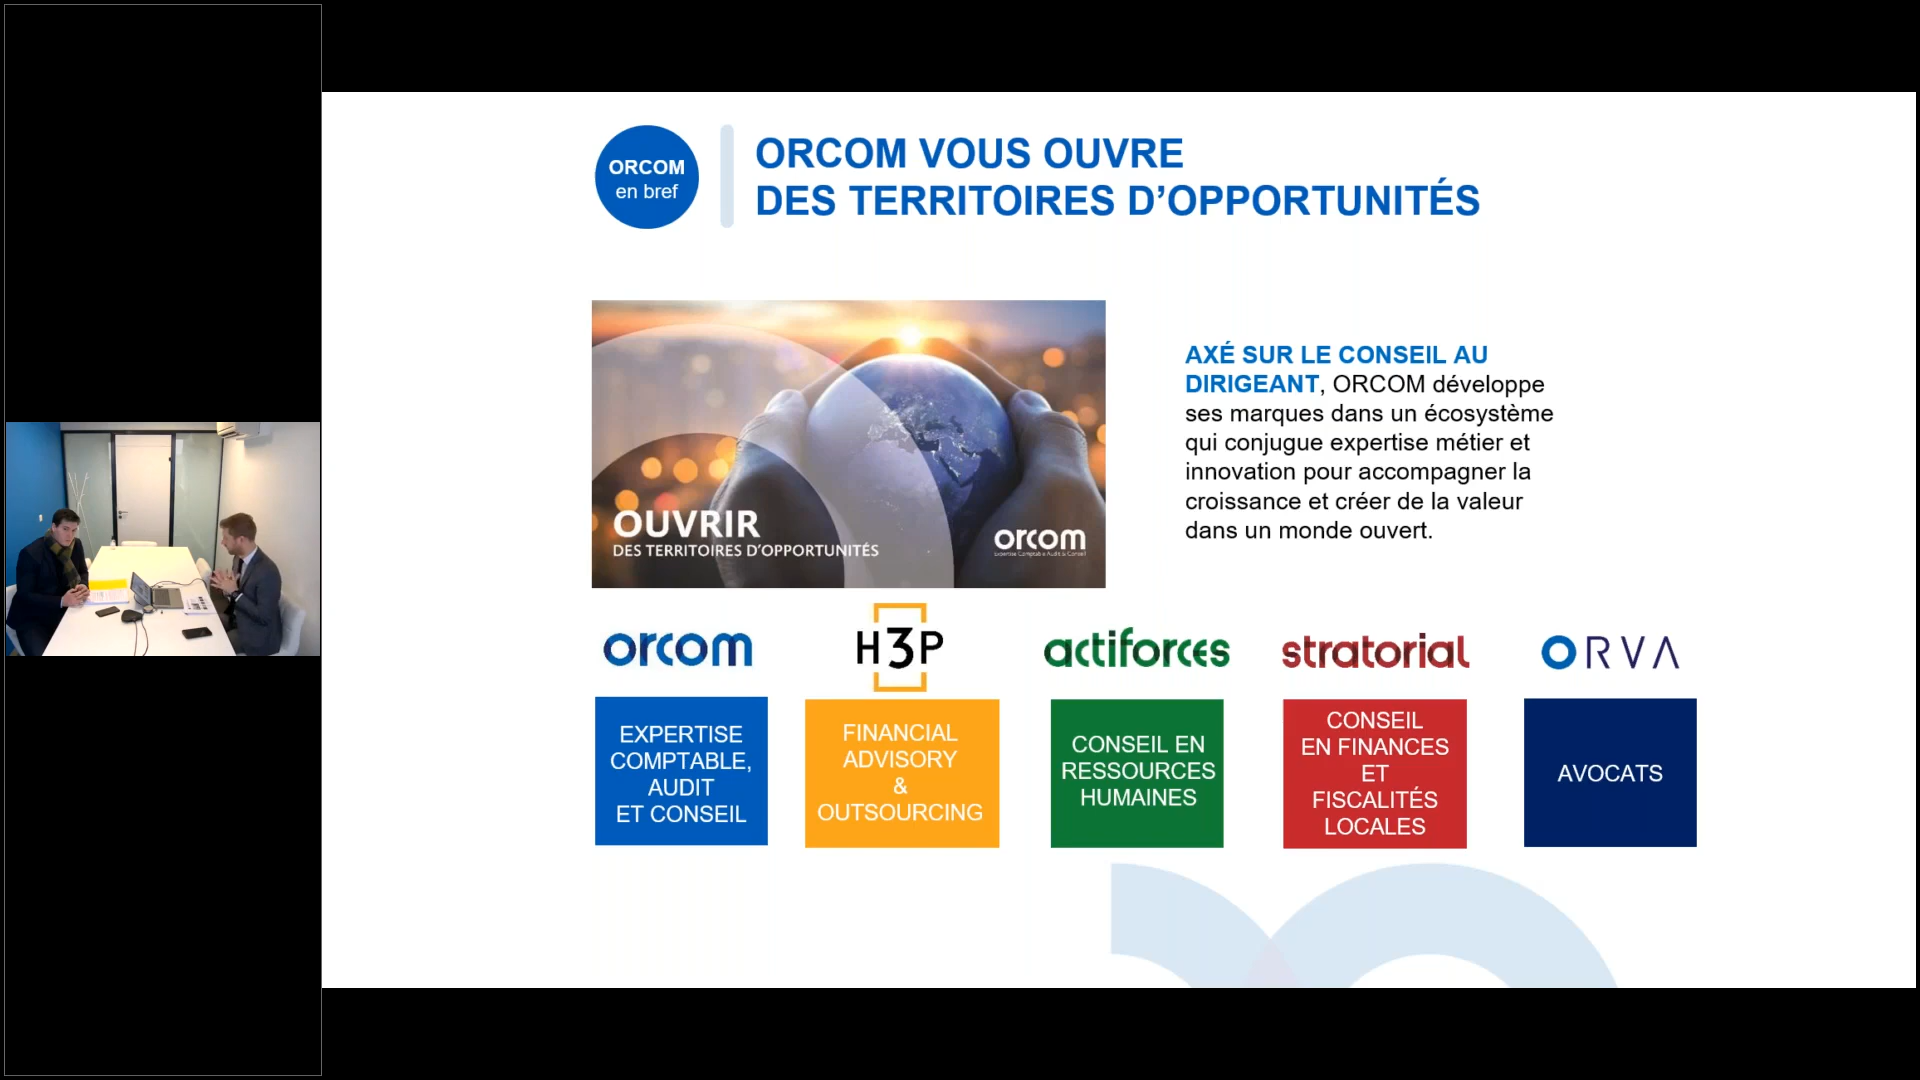 ORCOM
en bref
ORCOM VOUS OUVRE
DES TERRITOIRES D’OPPORTUNITÉS
OUVRIR
DES TERRITOIRES D'OPPORTUNITÉS
orcom
Expertise Comptable Audit & Conseil
AXÉ SUR LE CONSEIL AU
DIRIGEANT, ORCOM développe
ses marques dans un écosystème
qui conjugue expertise métier et
innovation pour accompagner la
croissance et créer de la valeur
dans un monde ouvert.
orcom
EXPERTISE
COMPTABLE,
AUDIT
ET CONSEIL
H3P
FINANCIAL
ADVISORY
&
OUTSOURCING
actiforces
CONSEIL EN
RESSOURCES
HUMAINES
stratorial
CONSEIL
EN FINANCES
ET
FISCALITÉS
LOCALES
ORVA
AVOCATS